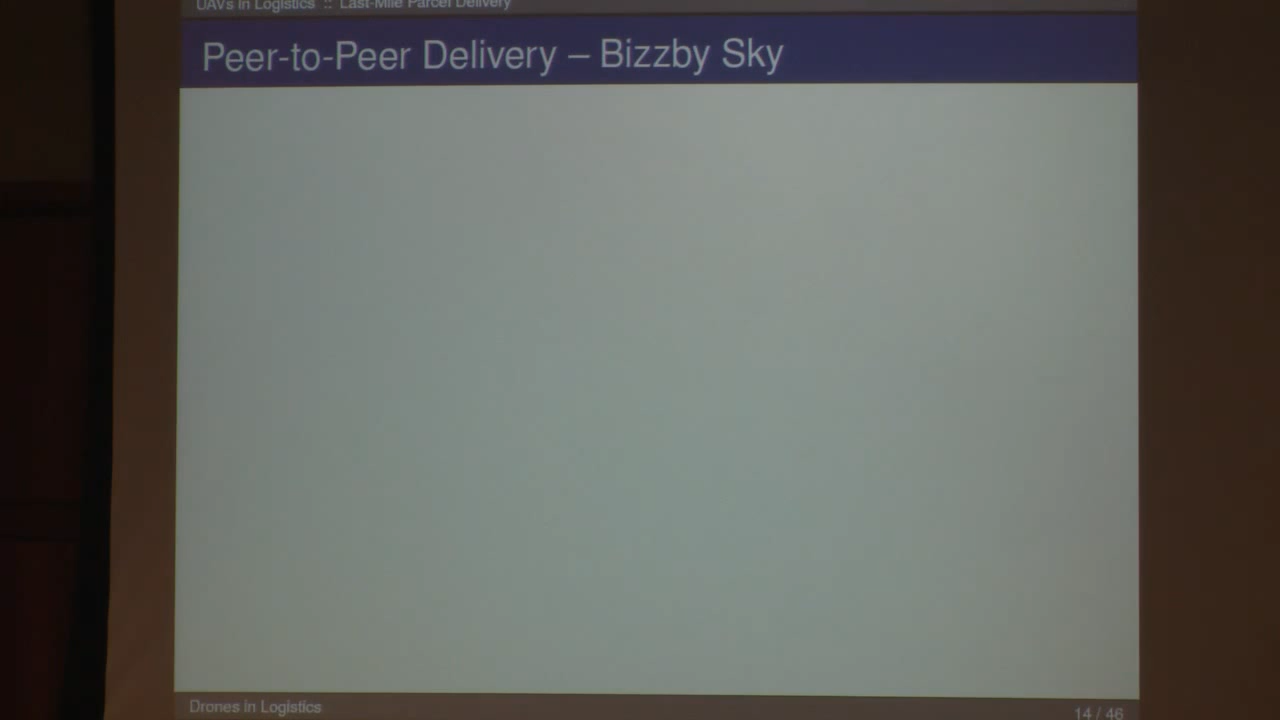 UAVs in Logistics :: Last-Mile Parcel Delivery
Peer-to-Peer Delivery – Bizzby Sky
Drones in Logistics
14 / 46